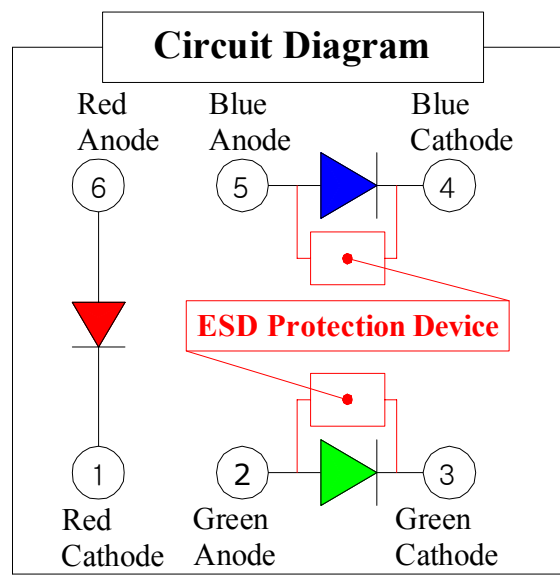 Circuit Diagram
Red
Anode
Blue
Anode
Blue
Cathode
6
5
4
ESD Protection Device
1
2
3
Red
Cathode
Green
Anode
Green
Cathode